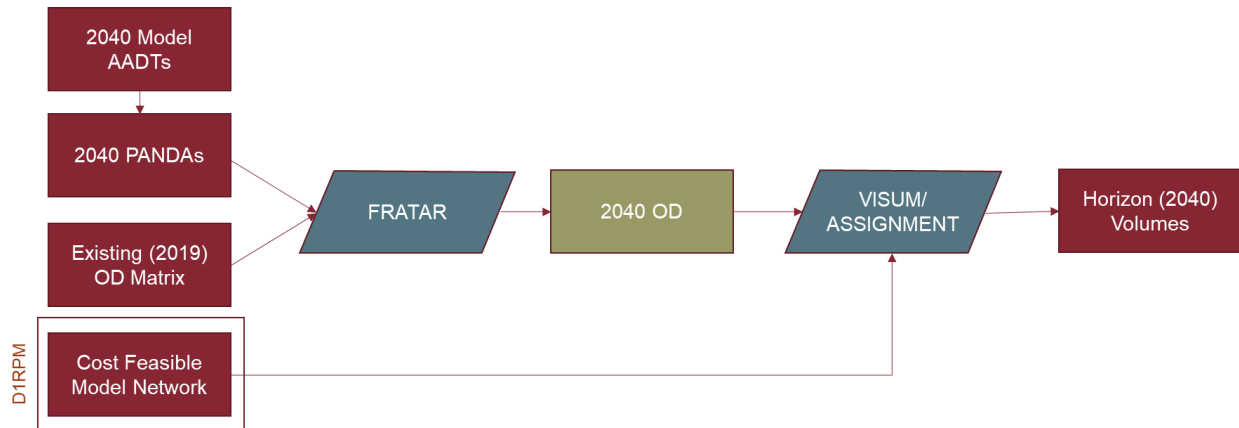 2040 Model
AADTs
2040 PANDAs
Existing (2019)
OD Matrix
D1RPM
Cost Feasible
Model Network
FRATAR
2040 OD
VISUM/
ASSIGNMENT
Horizon (2040)
Volumes